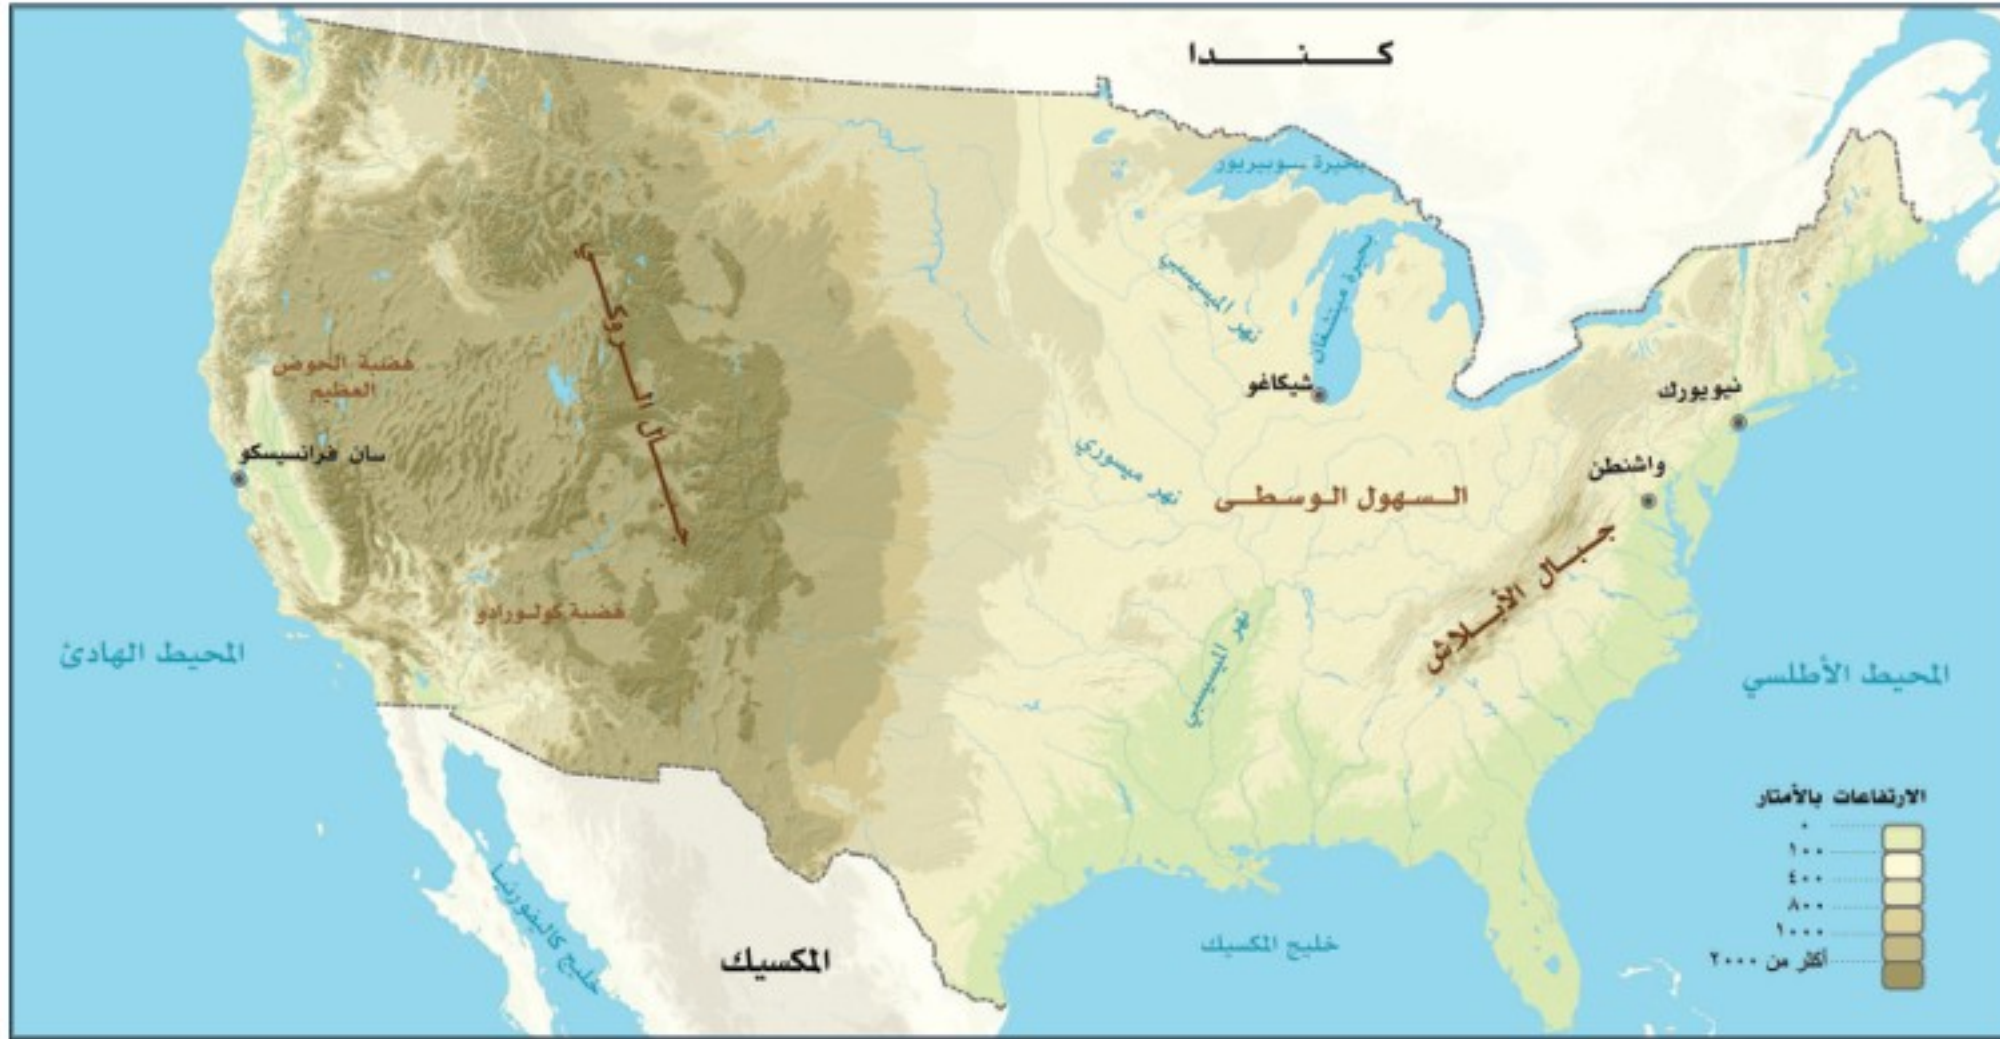 كـنـدا
بحيرة سوبيريور
بحيرة ميتشيغان
نهر الميسيسبي
شيكاغو
نيويورك
واشنطن
جبال الروكي
هضبة الحوض
العظيم
سان فرانسيسكو
نهر ميسوري
السهول الوسطى
جبال الأبلاش
هضبة كولورادو
نهر الميسيسبي
المحيط الهادئ
المحيط الأطلسي
خليج كاليفورنيا
المكسيك
خليج المكسيك
الارتفاعات بالأمتار
٠
١٠٠
٤٠٠
٨٠٠
١٠٠٠
أكثر من ٢٠٠٠